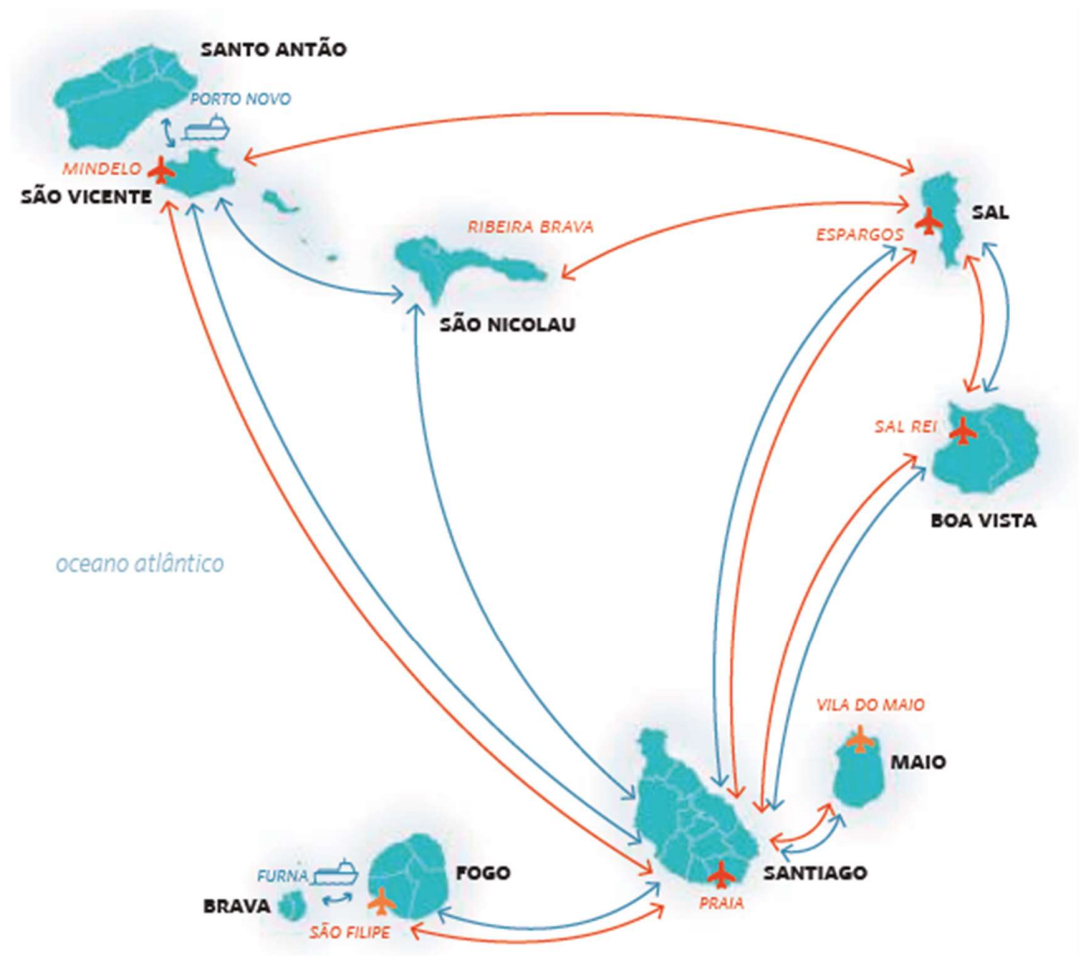 SANTO ANTÃO
PORTO NOVO
MINDELO
SÃO VICENTE
RIBEIRA BRAVA
SÃO NICOLAU
SAL
ESPARGOS
SAL REI
BOA VISTA
oceano atlântico
VILA DO MAIO
MAIO
SANTIAGO
PRAIA
FOGO
FURNA
BRAVA
SÃO FILIPE